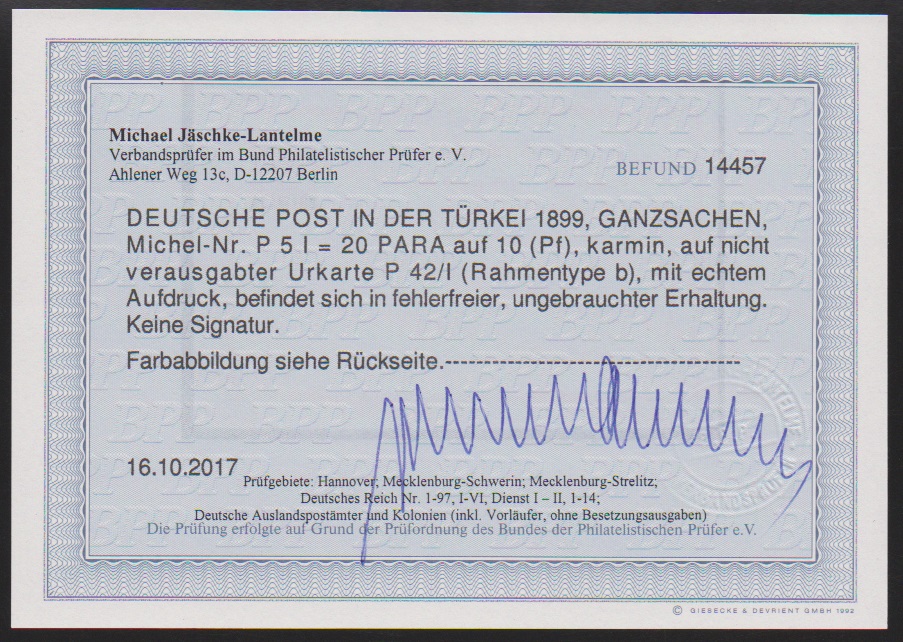 Michael Jäschke-Lantelme
Verbandsprüfer im Bund Philatelistischer Prüfer e. V.
Ahlener Weg 13c, D-12207 Berlin
BEFUND 14457
DEUTSCHE POST IN DER TÜRKEI 1899, GANZSACHEN,
Michel-Nr. P 5 I = 20 PARA auf 10 (Pf), karmin, auf nicht
verausgabter Urkarte P 42/I (Rahmentype b), mit echtem
Aufdruck, befindet sich in fehlerfreier, ungebrauchter Erhaltung.
Keine Signatur.
Farbabbildung siehe Rückseite.--------------------------------------
16.10.2017
Prüfgebiete: Hannover; Mecklenburg-Schwerin; Mecklenburg-Strelitz;
Deutsches Reich Nr. 1-97, I-VI, Dienst I – II, 1-14;
Deutsche Auslandspostämter und Kolonien (inkl. Vorläufer, ohne Besetzungsausgaben)
Die Prüfung erfolgte auf Grund der Prüfordnung des Bundes der Philatelistischen Prüfer e.V.
© GIESECKE & DEVRIENT GMBH 1992